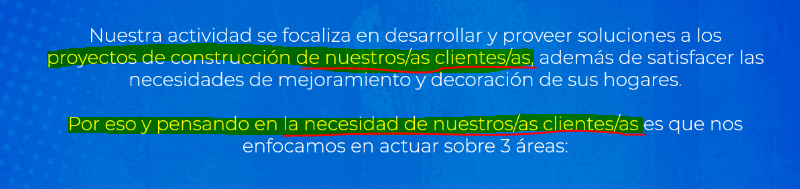 Nuestra actividad se focaliza en desarrollar y proveer soluciones a los
proyectos de construcción de nuestros/as clientes/as, además de satisfacer las
necesidades de mejoramiento y decoración de sus hogares.
Por eso y pensando en la necesidad de nuestros/as clientes/as es que nos
enfocamos en actuar sobre 3 áreas: